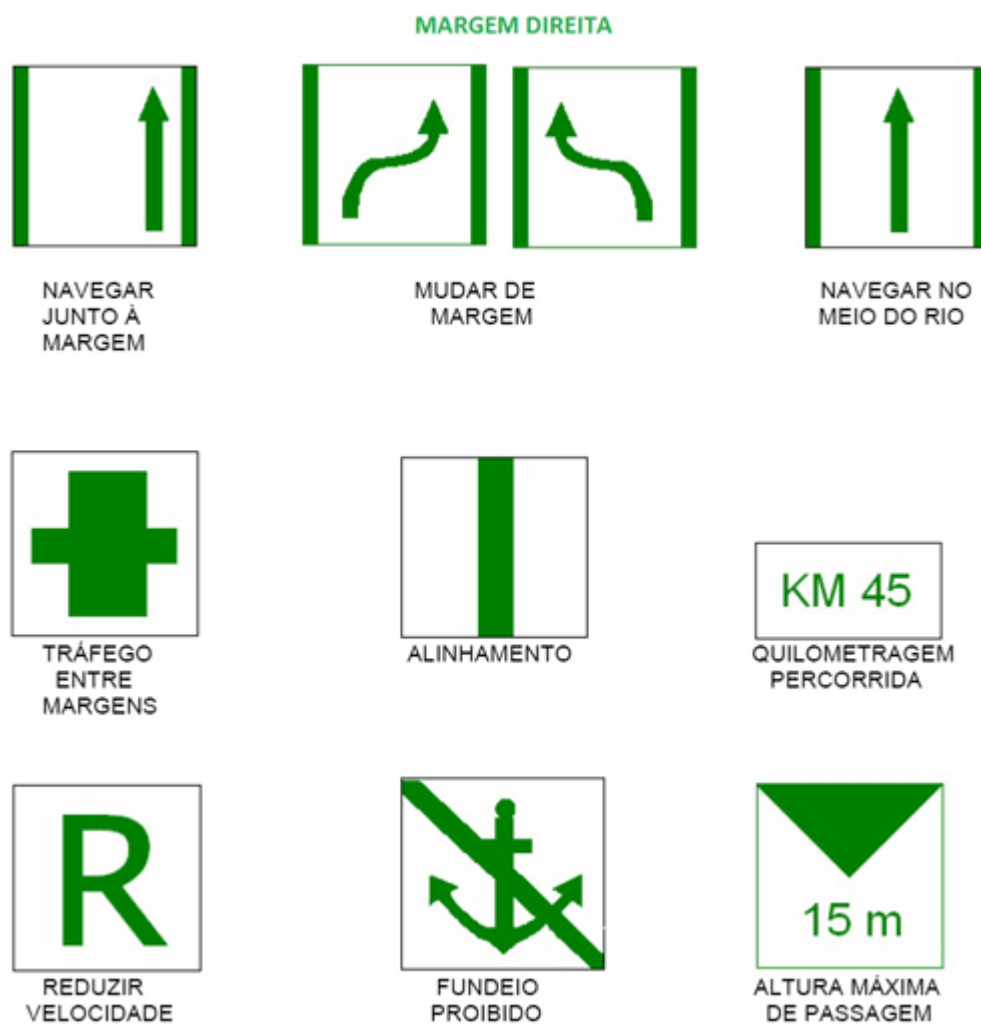 MARGEM DIREITA
NAVEGAR
JUNTO À
MARGEM
MUDAR DE
MARGEM
NAVEGAR NO
MEIO DO RIO
TRÁFEGO
ENTRE
MARGENS
ALINHAMENTO
KM 45
QUILOMETRAGEM
PERCORRIDA
R
REDUZIR
VELOCIDADE
FUNDEIO
PROIBIDO
15 m
ALTURA MÁXIMA
DE PASSAGEM